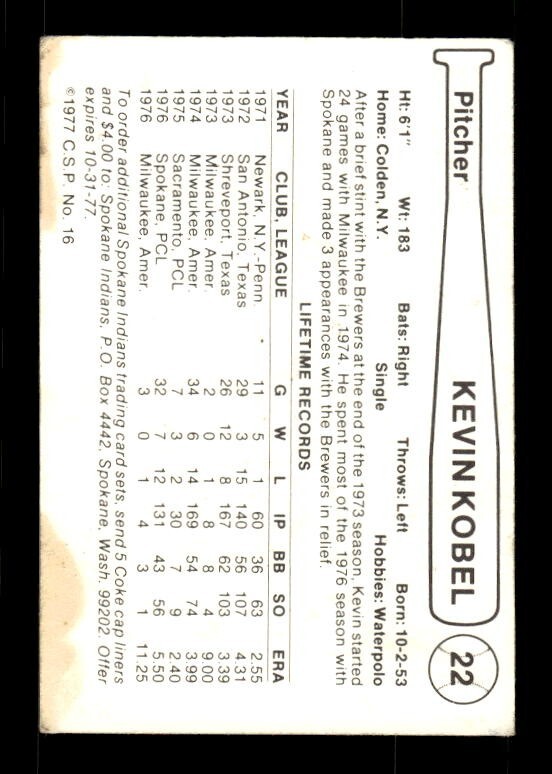 Pitcher KEVIN KOBEL 22
Ht: 6'1" Wt: 183 Bats: Right Throws: Left Born: 10-2-53
Home: Colden, N.Y. Single Hobbies: Waterpolo
After a brief stint with the Brewers at the end of the 1973 season, Kevin started
24 games with Milwaukee in 1974. He spent most of the 1976 season with
Spokane and made 3 appearances with the Brewers in relief.
LIFETIME RECORDS
YEAR CLUB, LEAGUE G W L IP BB SO ERA
1971 Newark, N.Y.-Penn. 11 5 1 60 36 63 2.55
1972 San Antonio, Texas 29 3 15 140 56 107 4.31
1973 Shreveport, Texas 26 12 8 167 62 103 3.39
1973 Milwaukee, Amer. 2 0 1 8 8 4 9.00
1974 Milwaukee, Amer. 34 6 14 169 54 74 3.99
1975 Sacramento, PCL 7 3 2 30 7 9 2.40
1976 Spokane, PCL 32 7 12 131 43 56 5.50
1976 Milwaukee, Amer. 3 0 1 4 3 1 11.25
To order additional Spokane Indians trading card sets, send 5 Coke cap liners
and $4.00 to: Spokane Indians, P.O. Box 4442, Spokane, Wash. 99202. Offer
expires 10-31-77.
©1977 C.S.P. No. 16